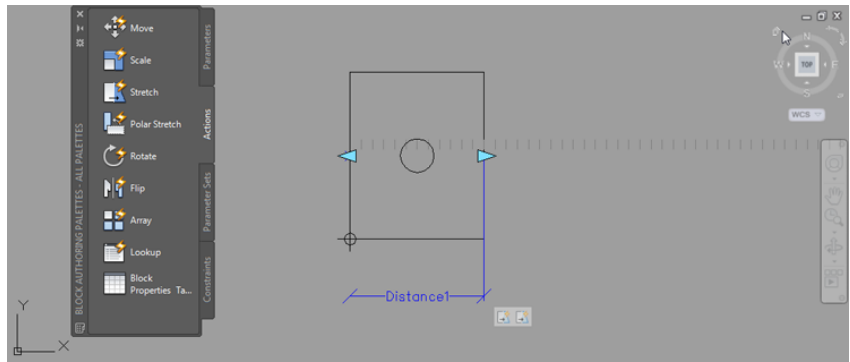 Move
Scale
Stretch
Polar Stretch
Rotate
Flip
Array
Lookup
Block
Properties Ta...
Parameters
Actions
Parameter Sets
Constraints
BLOCK AUTHORING PALETTES - ALL PALETTES
Distance1
N
W
TOP
E
S
WCS
Y
X